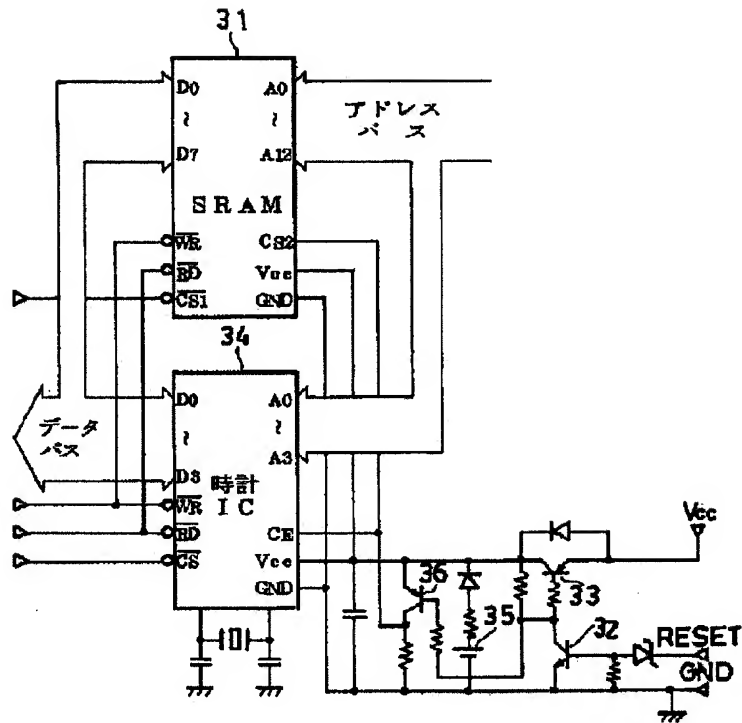 31
D0
A0
~
~
アドレス
バス
D7
A12
SRAM
WR
CS2
RD
Vcc
CS1
GND
34
D0
A0
データ
バス
~
~
D3
A3
時計
IC
WR
RD
CE
CS
Vcc
GND
Vcc
36
35
33
32
RESET
GND